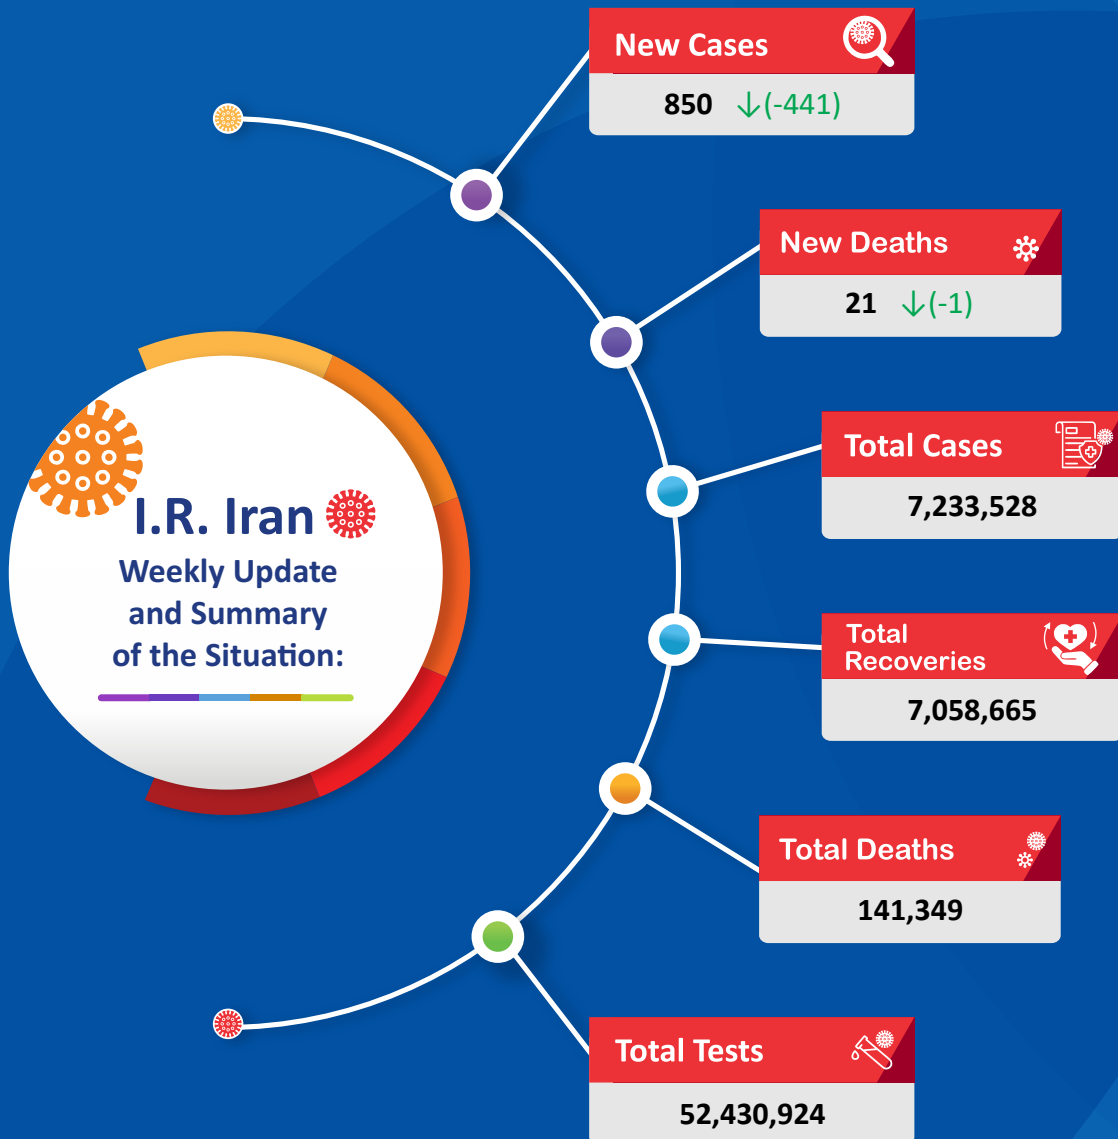 New Cases
850 ↓(-441)
New Deaths
21 ↓(-1)
Total Cases
7,233,528
I.R. Iran
Weekly Update
and Summary
of the Situation:
Total
Recoveries
7,058,665
Total Deaths
141,349
Total Tests
52,430,924